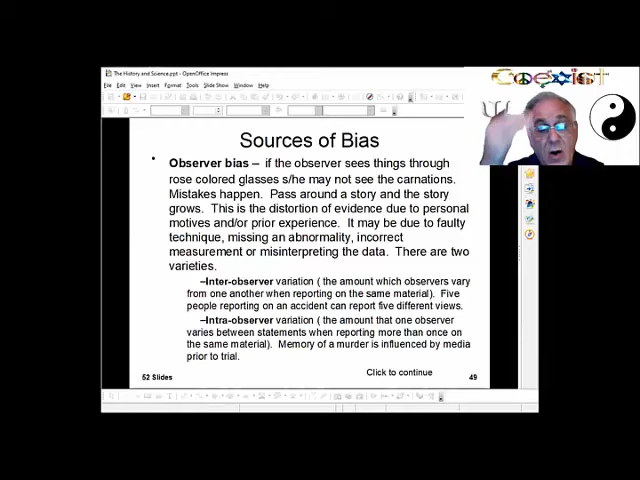 The History and Science.ppt - OpenOffice Impress
File Edit View Insert Format Tools Slide Show Window Help
Coexist
Sources of Bias
• Observer bias – if the observer sees things through
rose colored glasses s/he may not see the carnations.
Mistakes happen. Pass around a story and the story
grows. This is the distortion of evidence due to personal
motives and/or prior experience. It may be due to faulty
technique, missing an abnormality, incorrect
measurement or misinterpreting the data. There are two
varieties.
–Inter-observer variation ( the amount which observers vary
from one another when reporting on the same material). Five
people reporting on an accident can report five different views.
–Intra-observer variation ( the amount that one observer
varies between statements when reporting more than once on
the same material). Memory of a murder is influenced by media
prior to trial.
Click to continue
52 Slides
49